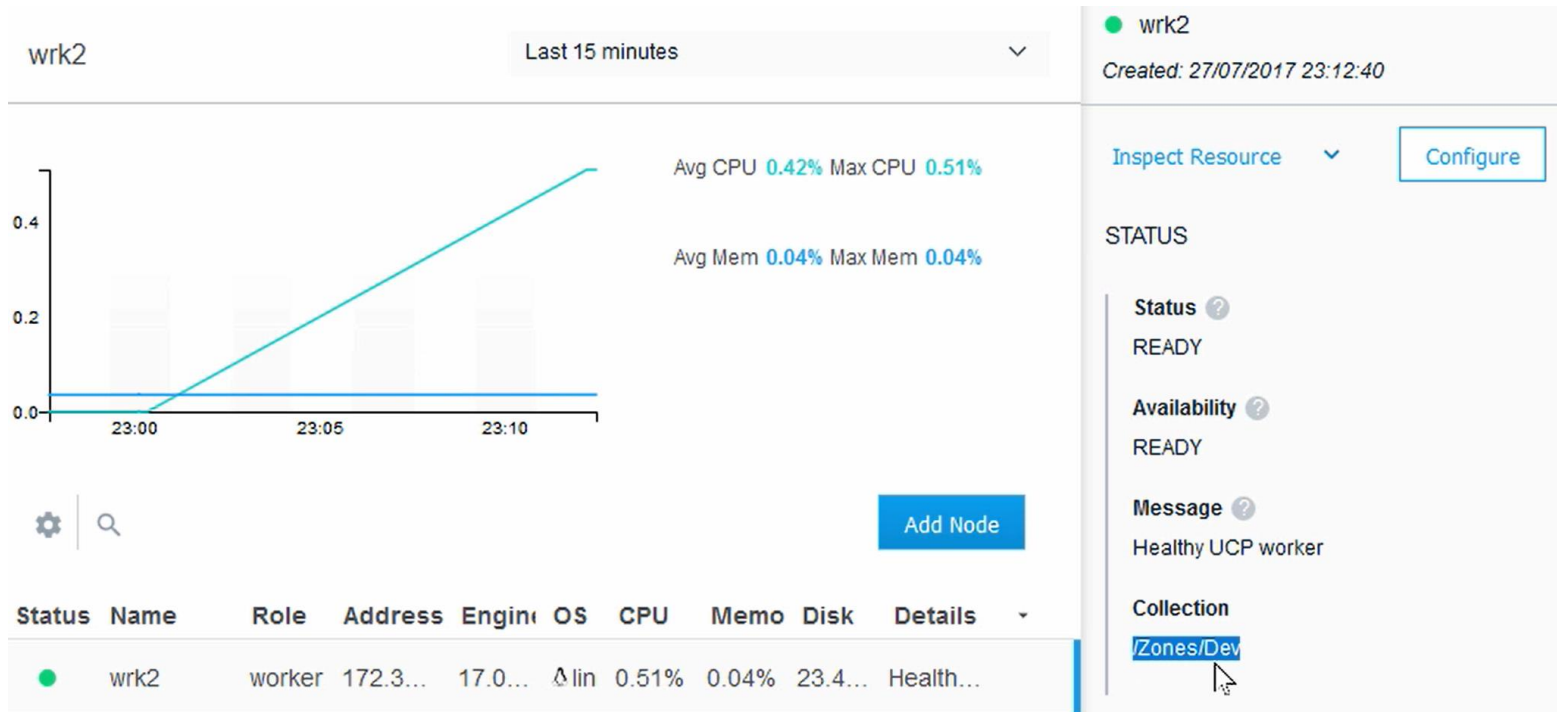 wrk2
Last 15 minutes
Avg CPU 0.42% Max CPU 0.51%
Avg Mem 0.04% Max Mem 0.04%
0.4
0.2
0.0
23:00 23:05 23:10
Add Node
Status Name Role Address Engin OS CPU Memo Disk Details
wrk2 worker 172.3... 17.0... lin 0.51% 0.04% 23.4... Health...
wrk2
Created: 27/07/2017 23:12:40
Inspect Resource
Configure
STATUS
Status ?
READY
Availability ?
READY
Message ?
Healthy UCP worker
Collection
/Zones/Dev